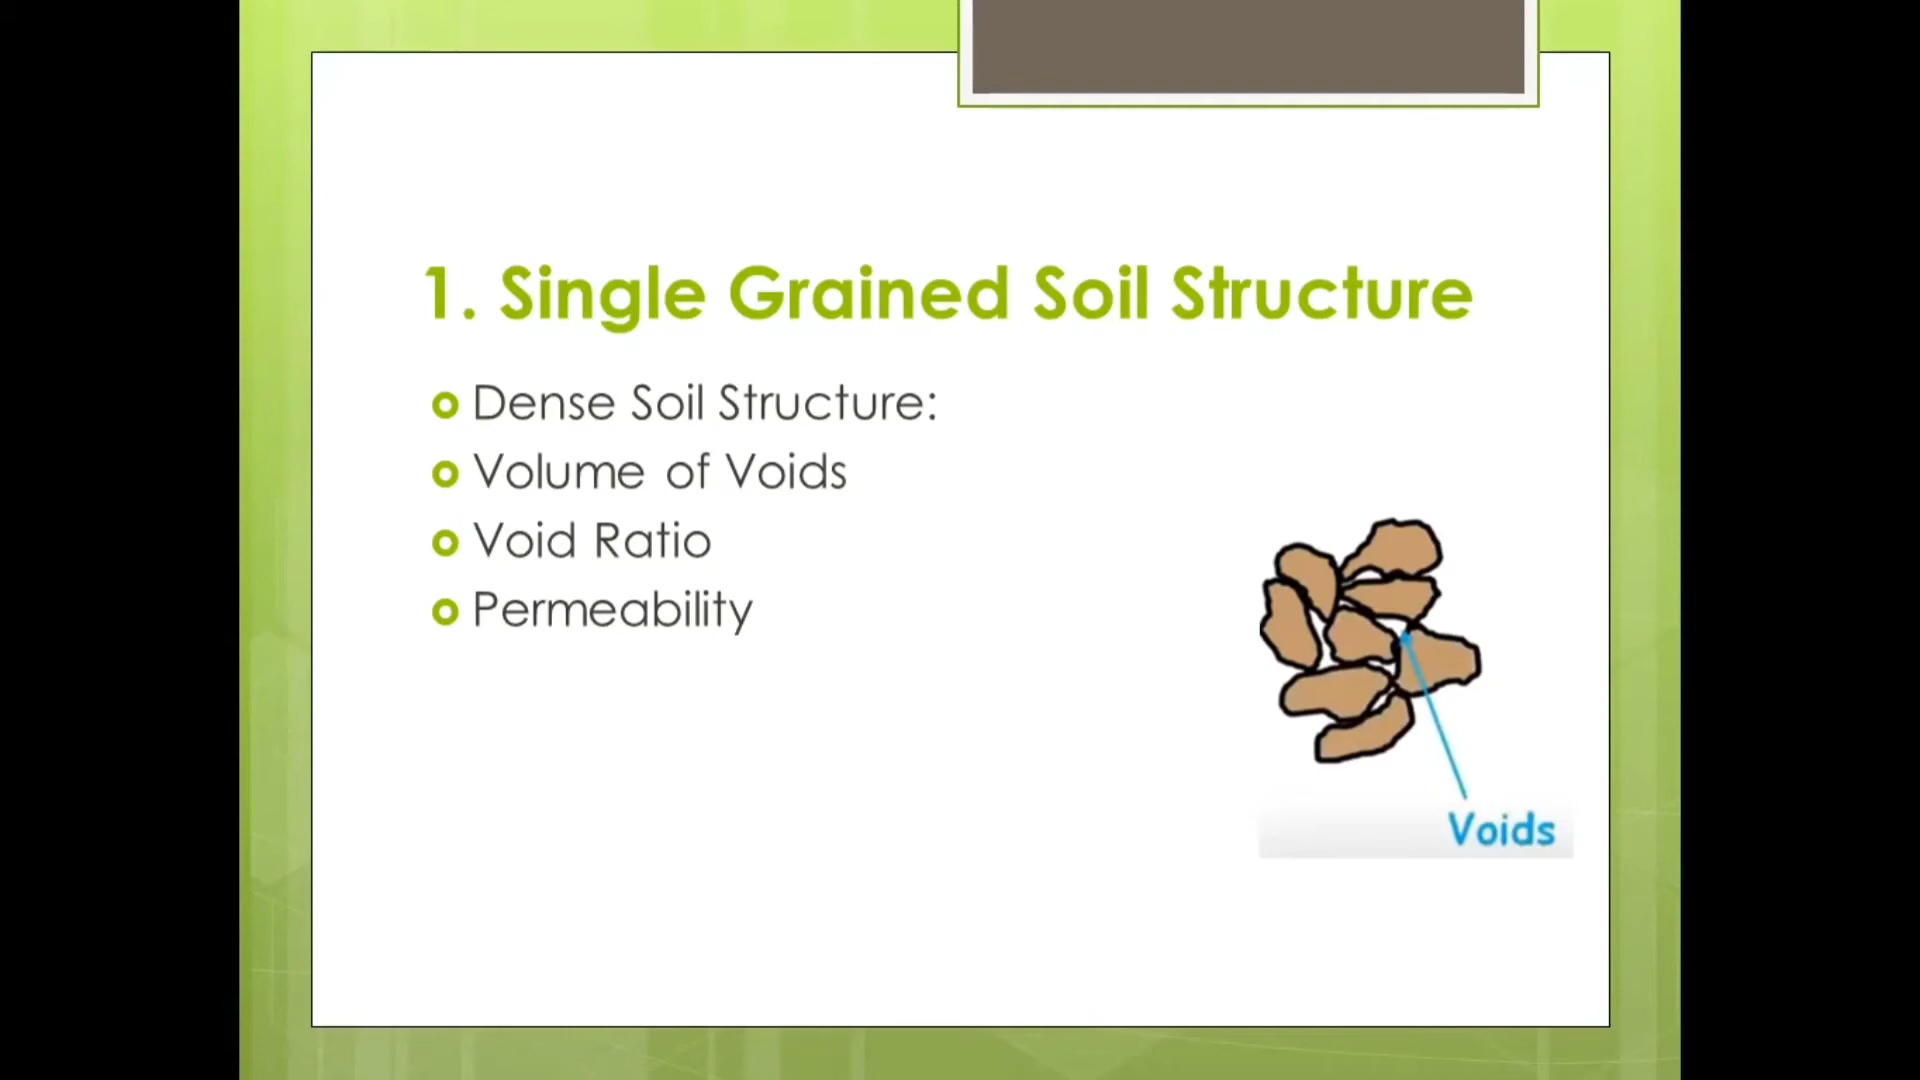 1. Single Grained Soil Structure
Dense Soil Structure:
Volume of Voids
Void Ratio
Permeability
Voids